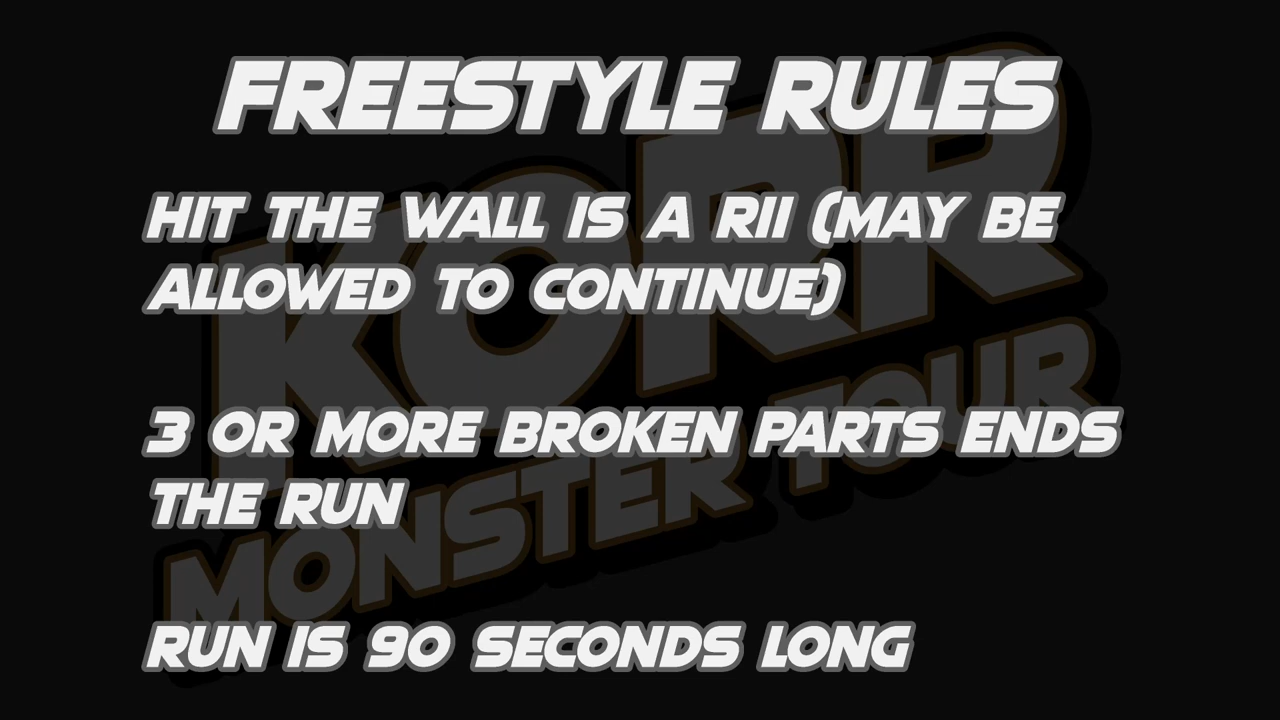 FREESTYLE RULES
HIT THE WALL IS A RII (MAY BE
ALLOWED TO CONTINUE)
3 OR MORE BROKEN PARTS ENDS
THE RUN
RUN IS 90 SECONDS LONG
KORR
MONSTER TOUR